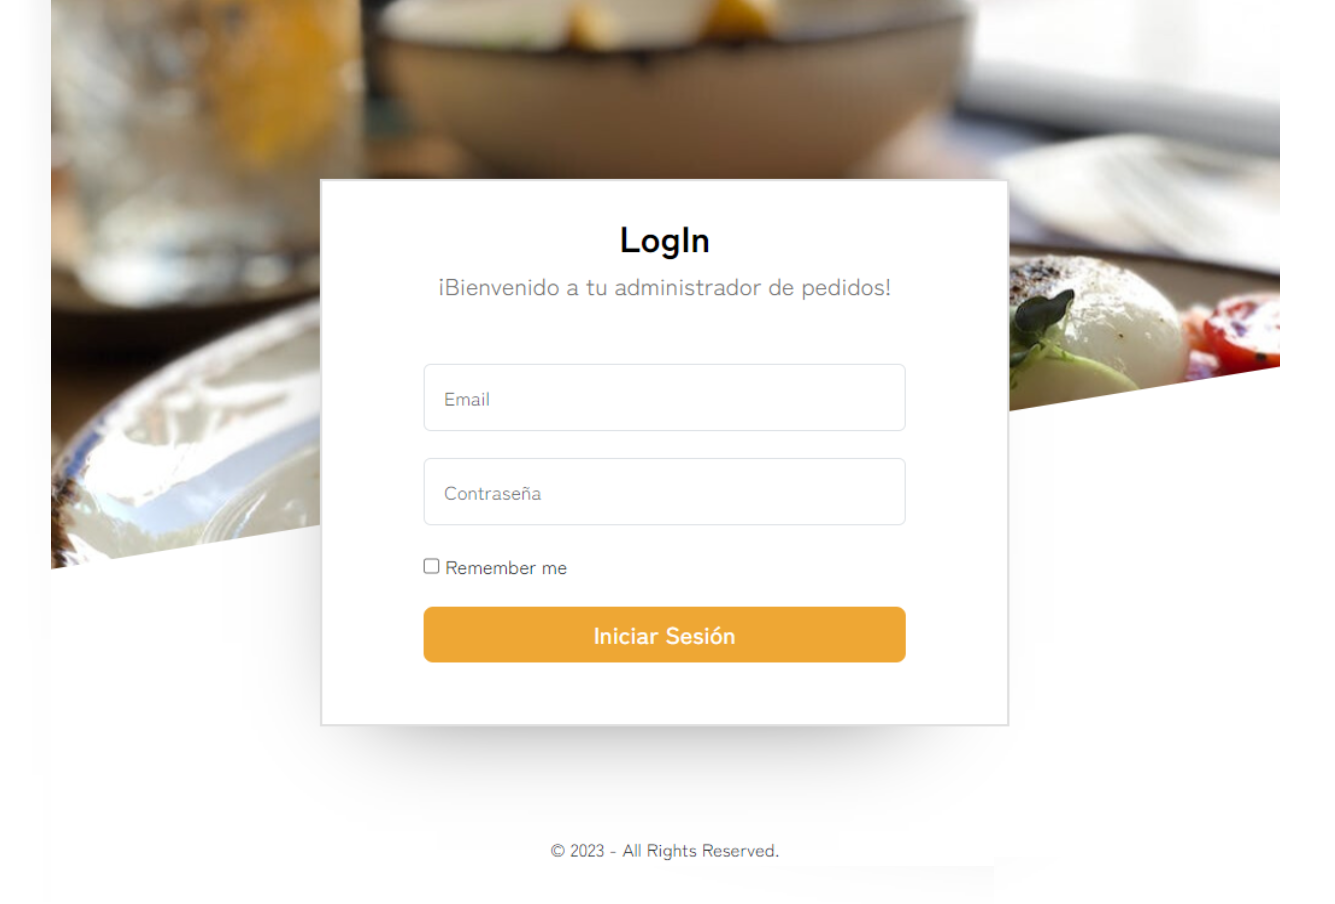 LogIn
¡Bienvenido a tu administrador de pedidos!
Email
Contraseña
Remember me
Iniciar Sesión
© 2023 - All Rights Reserved.